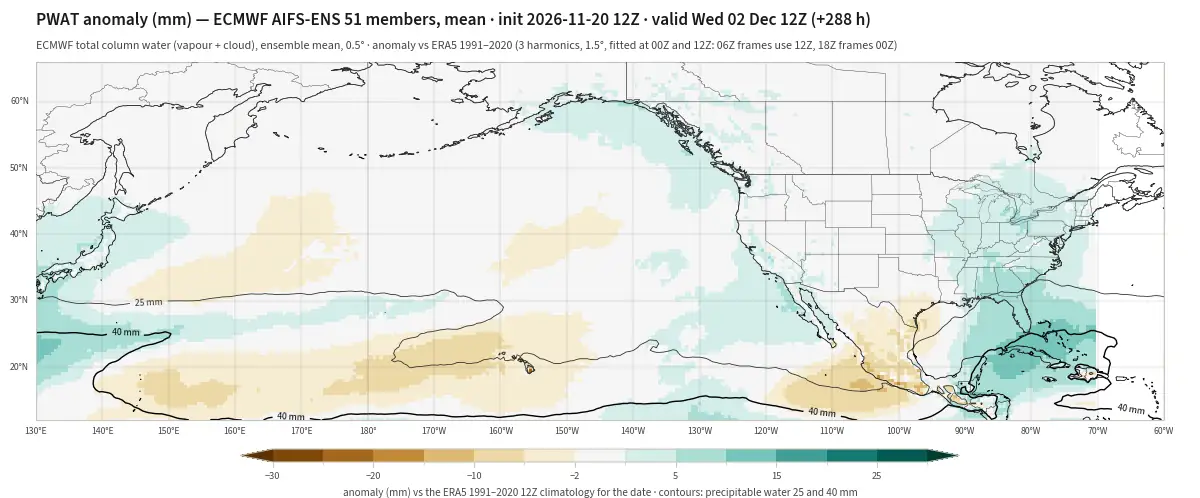 PWAT anomaly (mm) — ECMWF AIFS-ENS 51 members, mean · init 2026-11-20 12Z · valid Wed 02 Dec 12Z (+288 h)
ECMWF total column water (vapour + cloud), ensemble mean, 0.5° · anomaly vs ERA5 1991–2020 (3 harmonics, 1.5°, fitted at 00Z and 12Z: 06Z frames use 12Z, 18Z frames 00Z)
60°N
50°N
40°N
30°N
20°N
25 mm
40 mm
40 mm
40 mm
40 mm
130°E 140°E 150°E 160°E 170°E 180° 170°W 160°W 150°W 140°W 130°W 120°W 110°W 100°W 90°W 80°W 70°W 60°W
−30 −20 −10 −2 5 15 25
anomaly (mm) vs the ERA5 1991–2020 12Z climatology for the date · contours: precipitable water 25 and 40 mm